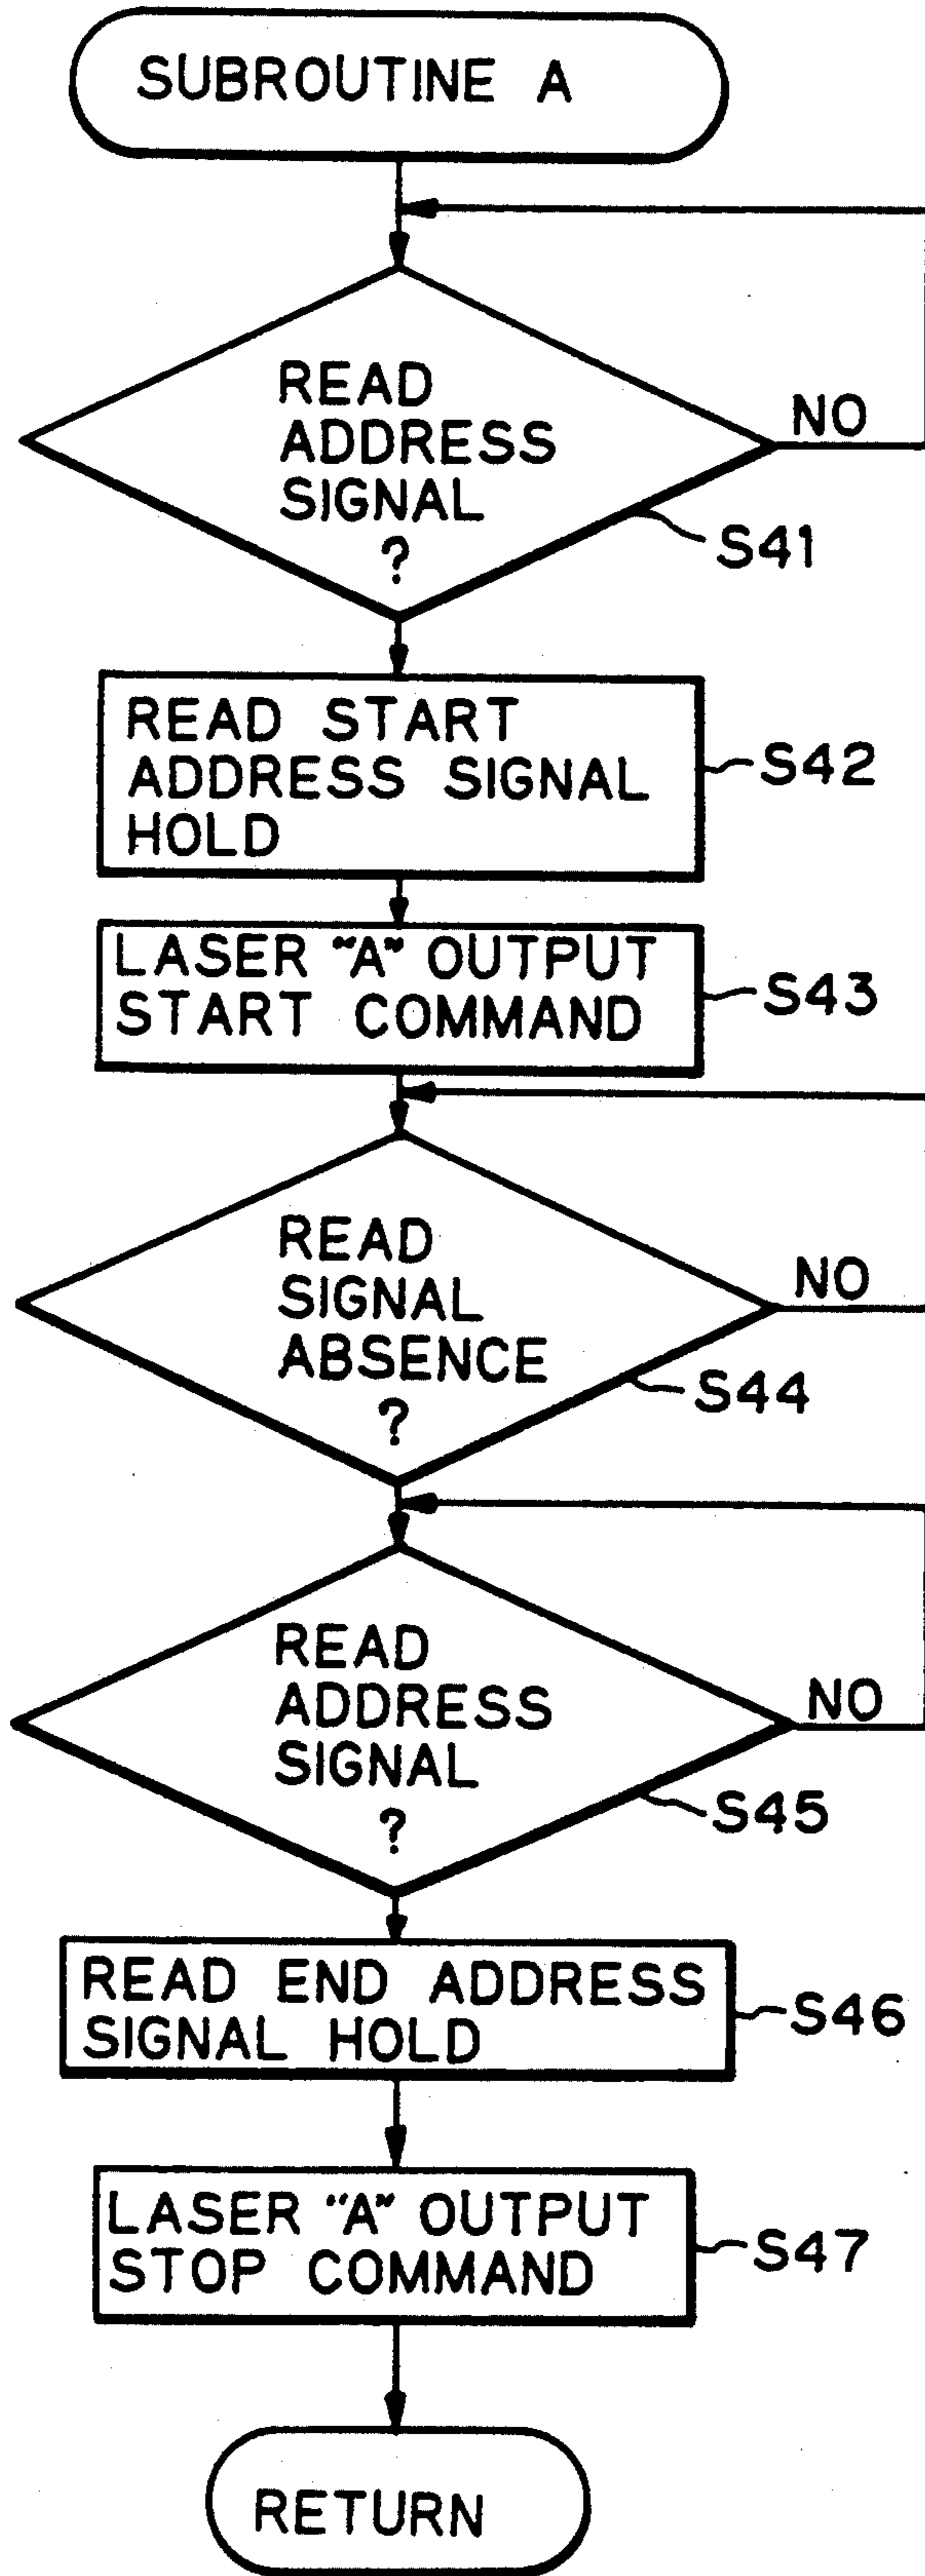 SUBROUTINE A
READ
ADDRESS
SIGNAL
?
NO
S41
READ START
ADDRESS SIGNAL
HOLD
S42
LASER "A" OUTPUT
START COMMAND
S43
READ
SIGNAL
ABSENCE
?
NO
S44
READ
ADDRESS
SIGNAL
?
NO
S45
READ END ADDRESS
SIGNAL HOLD
S46
LASER "A" OUTPUT
STOP COMMAND
S47
RETURN